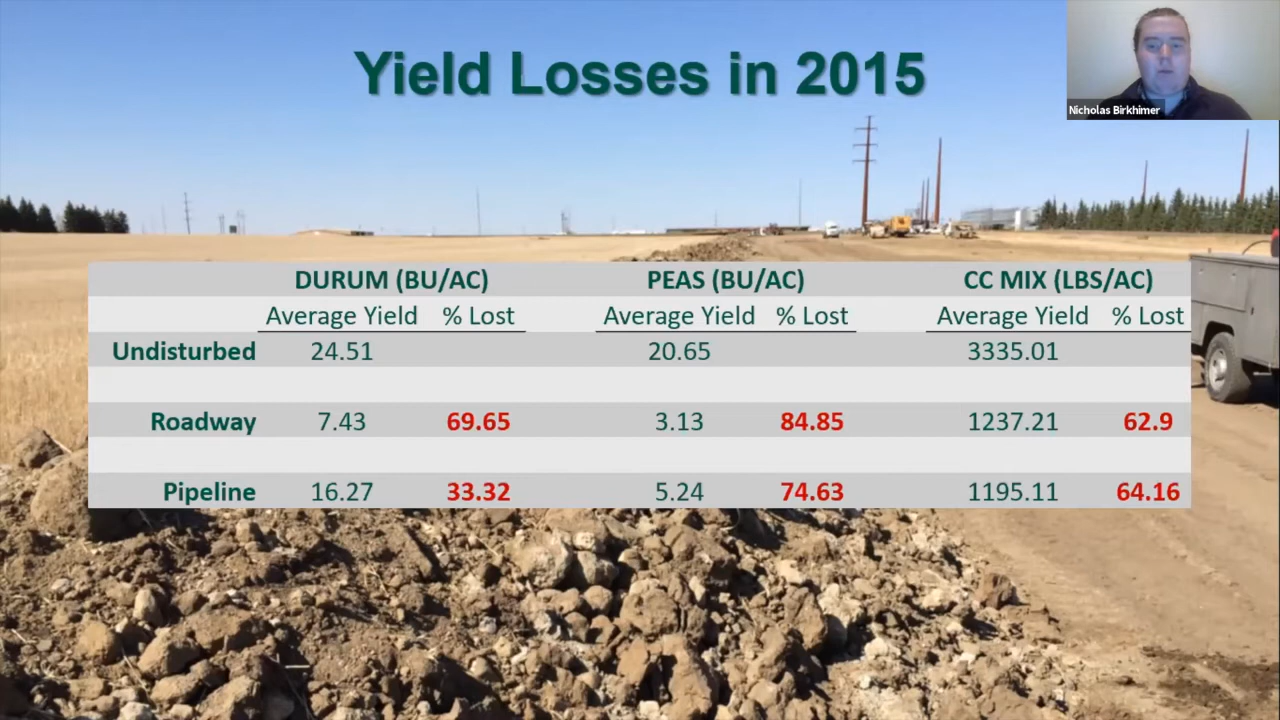 Yield Losses in 2015
Nicholas Birkhimer
DURUM (BU/AC) PEAS (BU/AC) CC MIX (LBS/AC)
Average Yield % Lost Average Yield % Lost Average Yield % Lost
Undisturbed 24.51 20.65 3335.01
Roadway 7.43 69.65 3.13 84.85 1237.21 62.9
Pipeline 16.27 33.32 5.24 74.63 1195.11 64.16